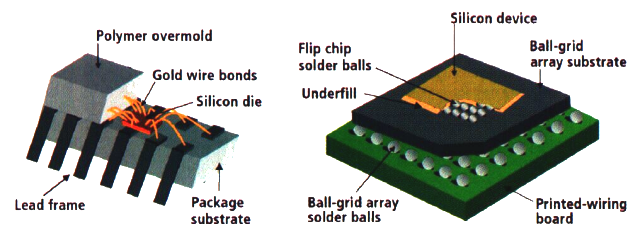 Polymer overmold
Gold wire bonds
Silicon die
Lead frame
Package
substrate
Silicon device
Flip chip
solder balls
Ball-grid
array substrate
Underfill
Ball-grid array
solder balls
Printed-wiring
board